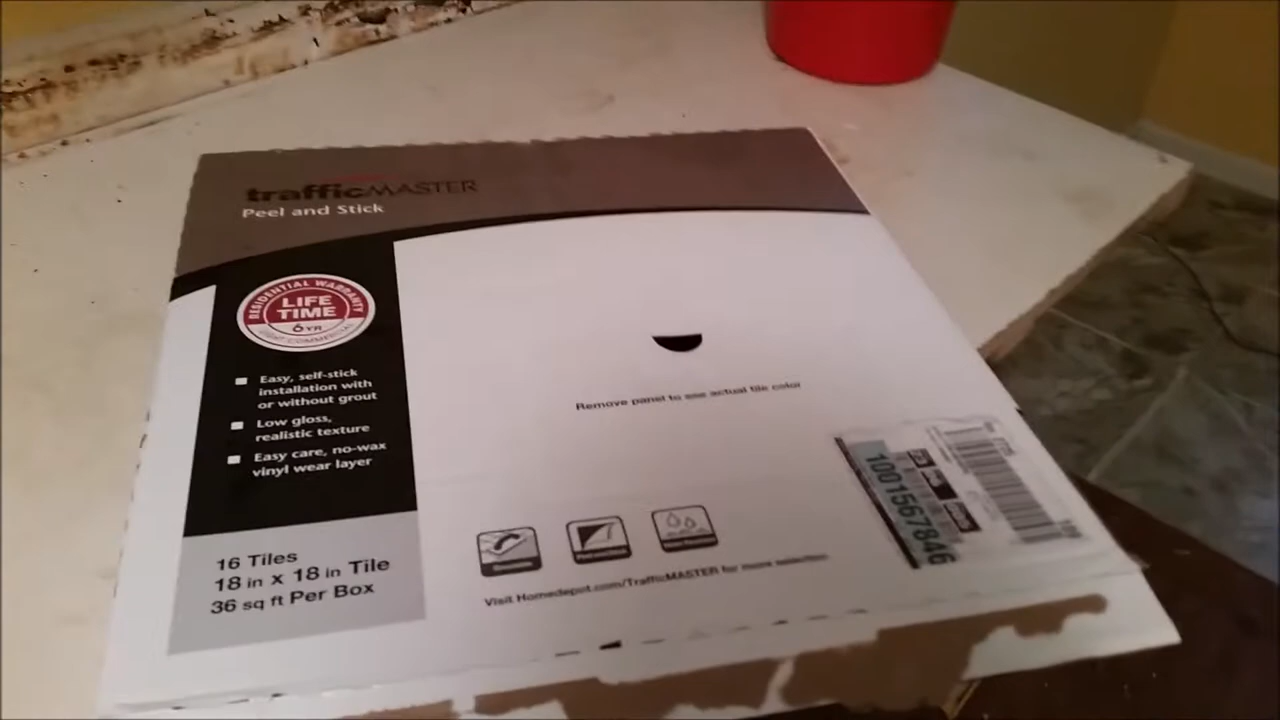 trafficMASTER
Peel and Stick
RESIDENTIAL WARRANTY
LIFE
TIME
6 YR
LIGHT COMMERCIAL
Easy, self-stick
installation with
or without grout
Low gloss,
realistic texture
Easy care, no-wax
vinyl wear layer
16 Tiles
18 in x 18 in Tile
36 sq ft Per Box
Remove panel to see actual tile color
Visit Homedepot.com/TrafficMASTER for more selection
1001567846